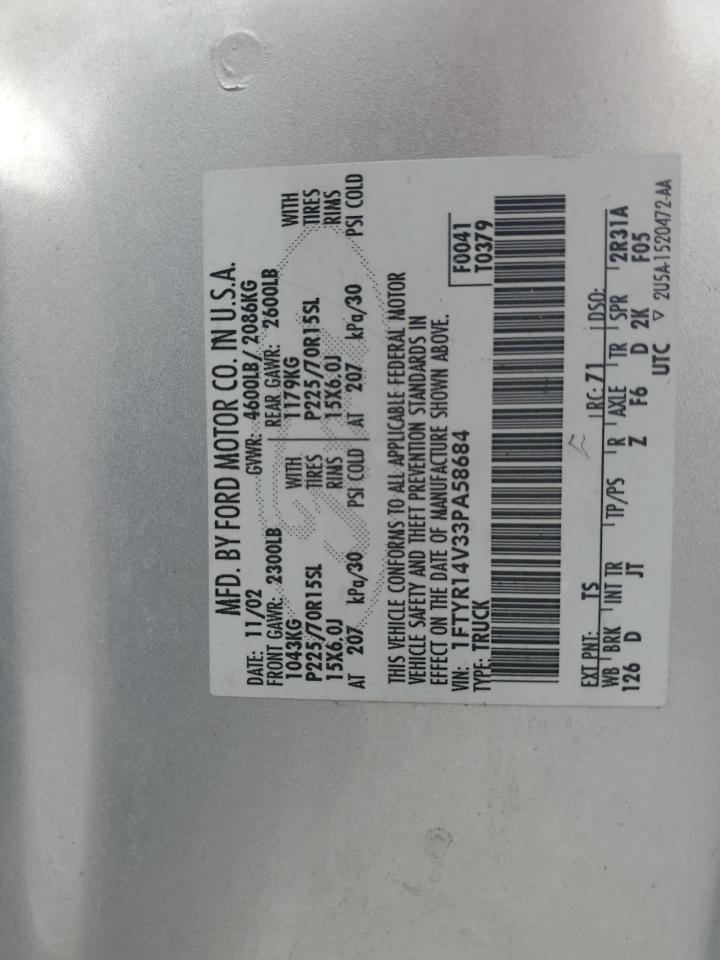 MFD. BY FORD MOTOR CO. IN U.S.A.
DATE: 11/02 GVWR: 4600LB/ 2086KG
FRONT GAWR: 2300LB REAR GAWR: 2600LB
1043KG WITH 1179KG WITH
P225/70R15SL TIRES P225/70R15SL TIRES
15X6.0J RIMS 15X6.0J RIMS
AT 207 kPa/30 PSI COLD AT 207 kPa/30 PSI COLD
THIS VEHICLE CONFORMS TO ALL APPLICABLE FEDERAL MOTOR
VEHICLE SAFETY AND THEFT PREVENTION STANDARDS IN
EFFECT ON THE DATE OF MANUFACTURE SHOWN ABOVE.
VIN: 1FTYR14V33PA58684 F0041
TYPE: TRUCK T0379
EXT PNT: TS RC: 71 DSO:
WB BRK INT TR TP/PS R AXLE TR SPR 2R31A
126 D JT Z F6 D 2K F05
UTC ▽ 2U5A-1520472-AA